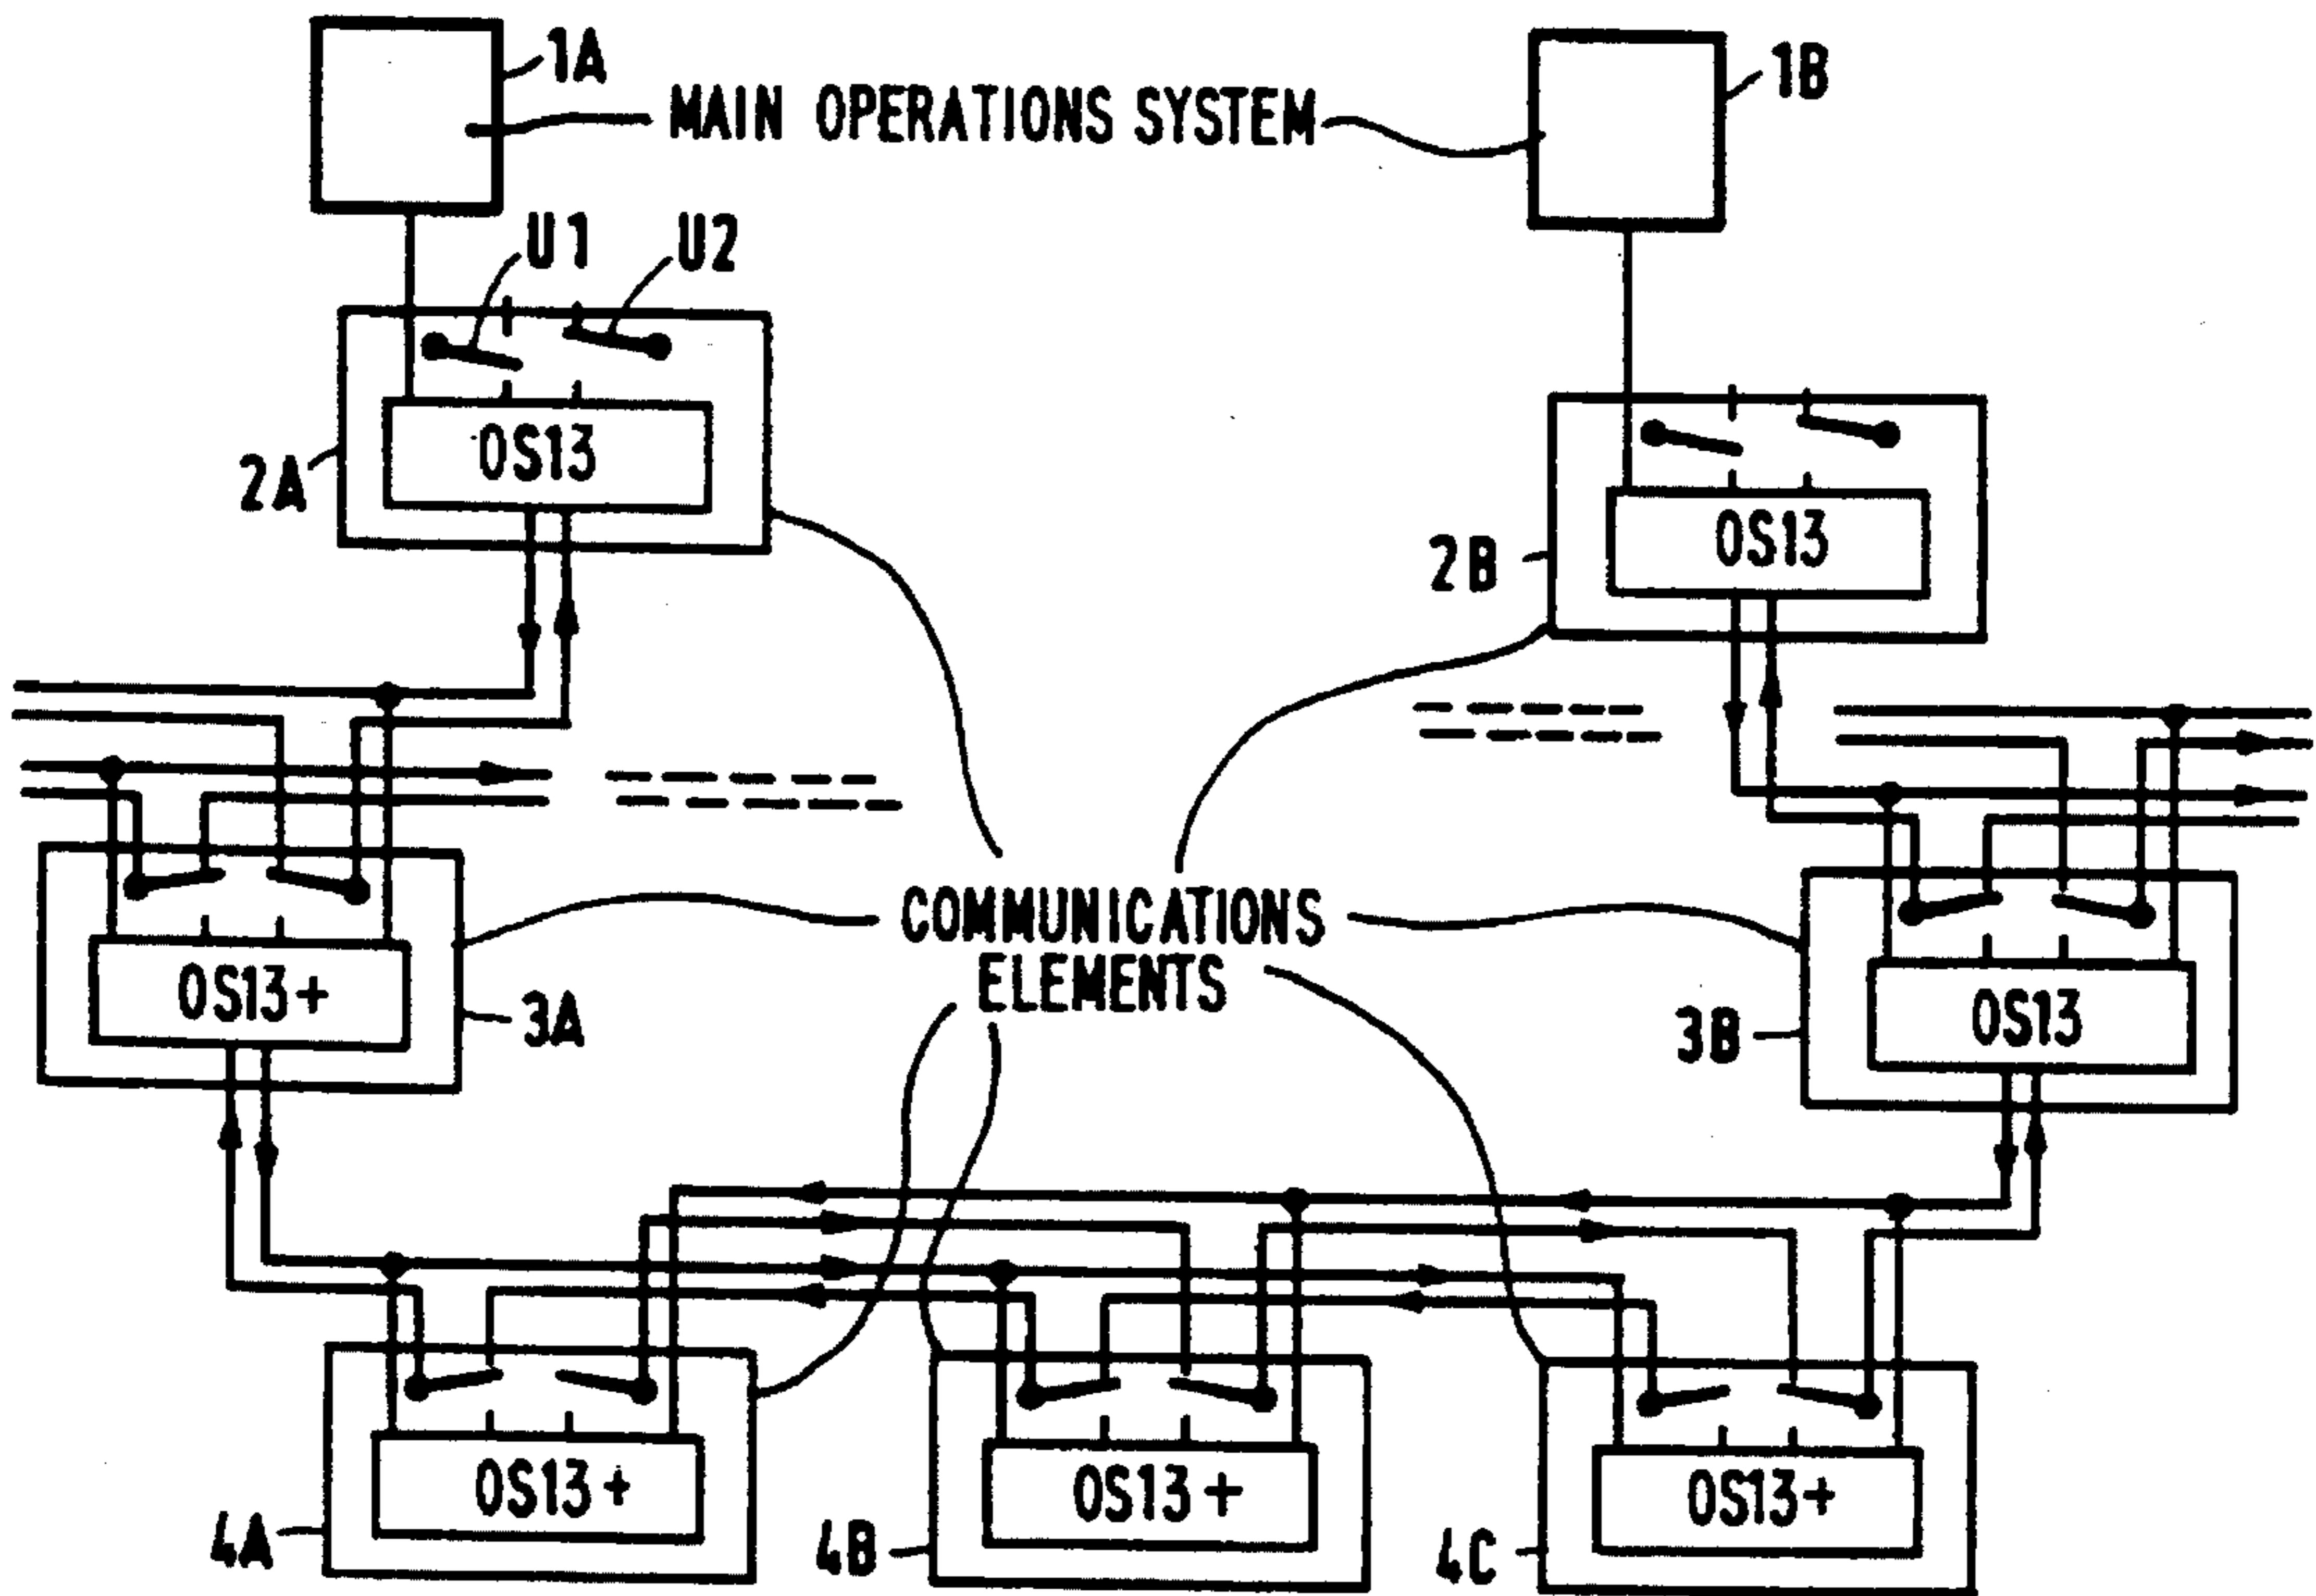 1A
1B
MAIN OPERATIONS SYSTEM
U1
U2
OS13
2A
OS13
2B
COMMUNICATIONS
ELEMENTS
OS13+
3A
OS13
3B
OS13+
4A
OS13+
4B
OS13+
4C